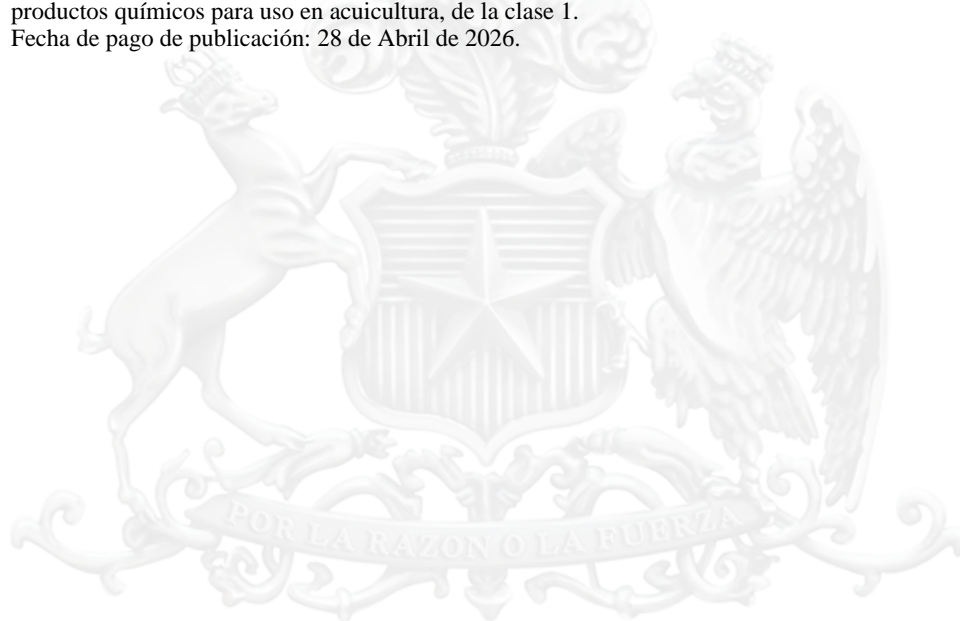 productos químicos para uso en acuicultura, de la clase 1.
Fecha de pago de publicación: 28 de Abril de 2026.
POR LA RAZON O LA FUERZA